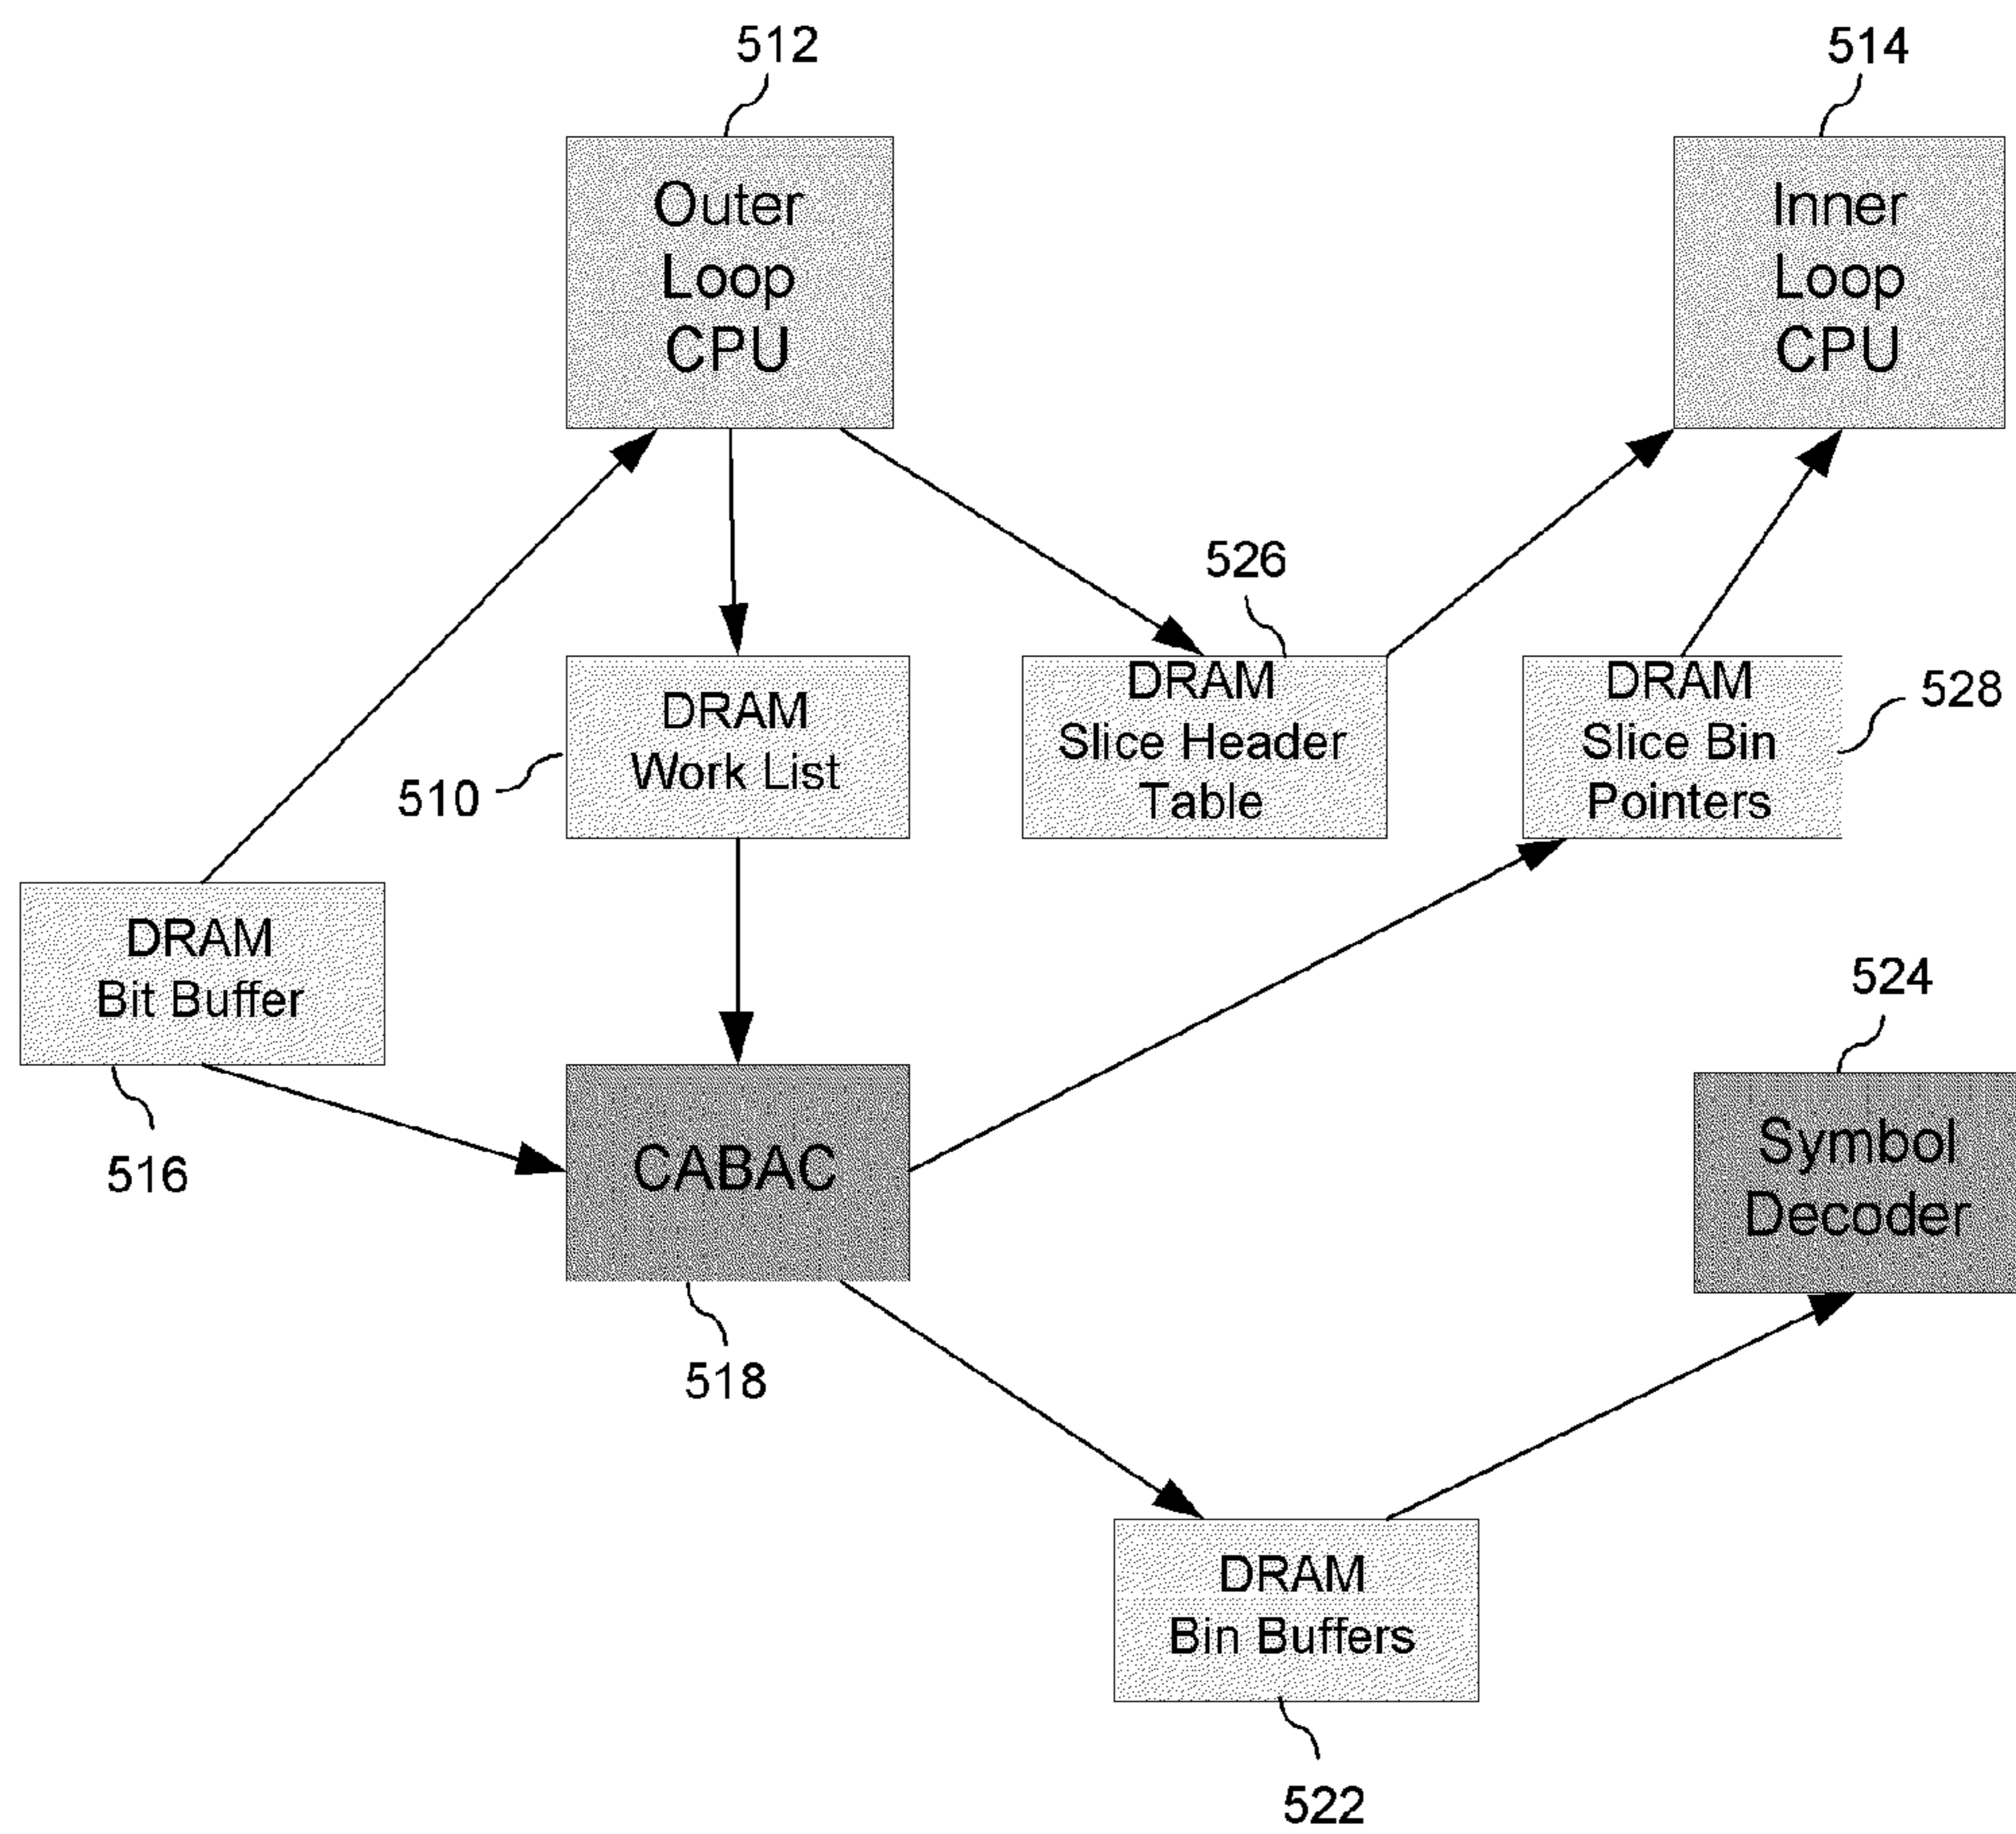 512
514
Outer
Loop
CPU
Inner
Loop
CPU
526
DRAM
Work List
510
DRAM
Slice Header
Table
DRAM
Slice Bin
Pointers
528
DRAM
Bit Buffer
516
524
CABAC
518
Symbol
Decoder
DRAM
Bin Buffers
522